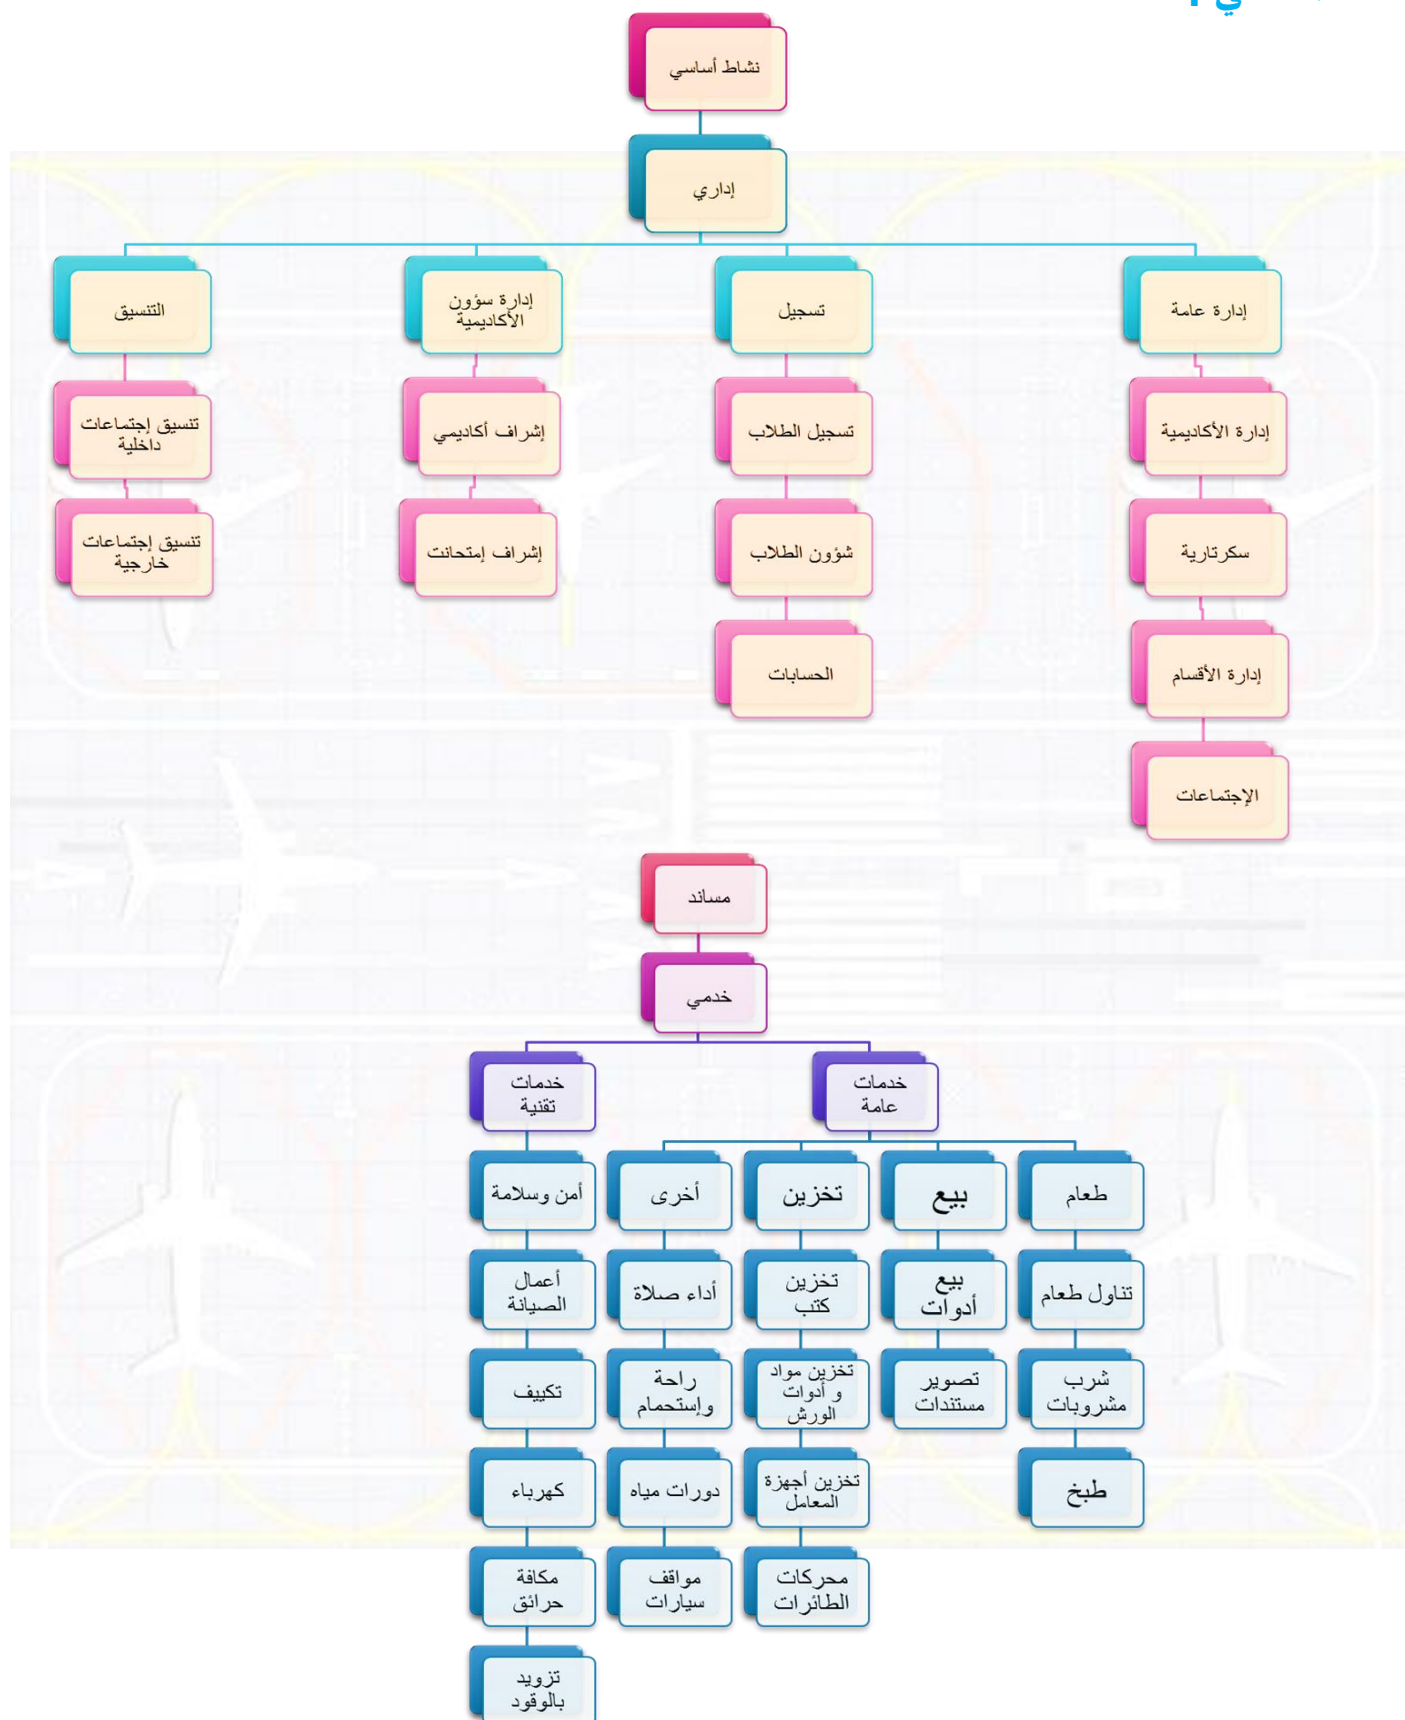 نشاط أساسي
إداري
إدارة عامة
تسجيل
إدارة سؤون
الأكاديمية
التنسيق
إدارة الأكاديمية
تسجيل الطلاب
إشراف أكاديمي
تنسيق إجتماعات
داخلية
سكرتارية
شؤون الطلاب
إشراف إمتحانت
تنسيق إجتماعات
خارجية
إدارة الأقسام
الحسابات
الإجتماعات
مساند
خدمي
خدمات
عامة
خدمات
تقنية
طعام
بيع
تخزين
أخرى
أمن وسلامة
تناول طعام
بيع
أدوات
تخزين
كتب
أداء صلاة
أعمال
الصيانة
شرب
مشروبات
تصوير
مستندات
تخزين مواد
و أدوات
الورش
راحة
وإستحمام
تكييف
طبخ
تخزين أجهزة
المعامل
دورات مياه
كهرباء
محركات
الطائرات
مواقف
سيارات
مكافة
حرائق
تزويد
بالوقود